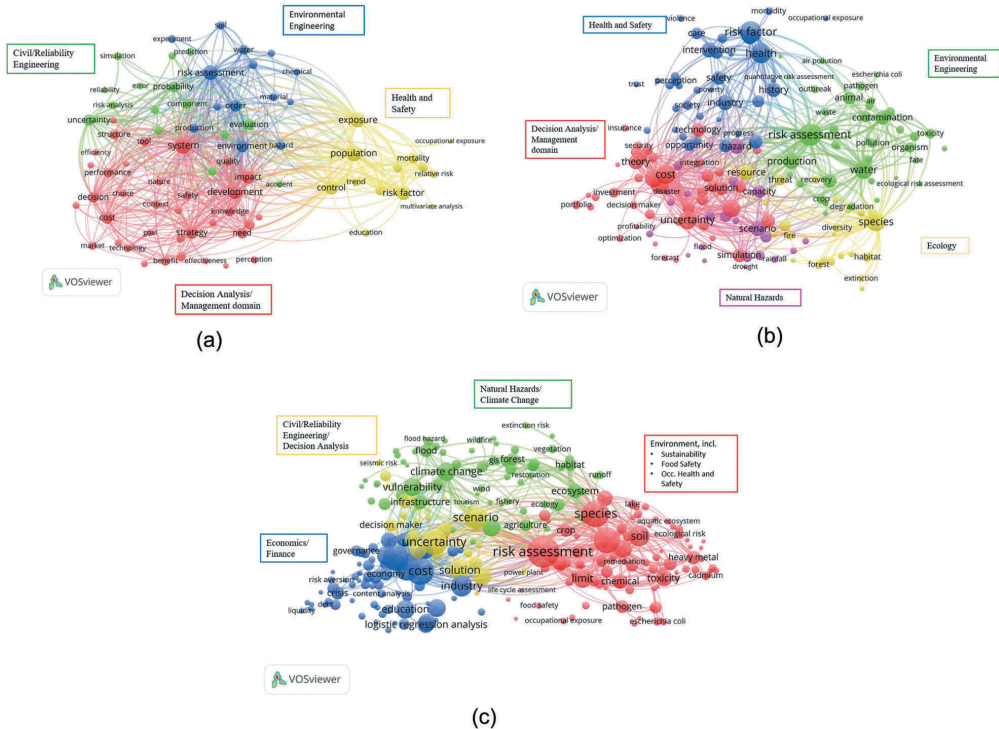 Environmental
Engineering
Civil/Reliability
Engineering
soil
experiment
water
prediction
simulation
risk assessment
chemical
error
probability
reliability
material
component
order
risk analysis
uncertainty
production
evaluation
structure
tool
system
environment
hazard
efficiency
quality
performance
impact
accident
nature
decision
choice
safety
development
context
knowledge
cost
goal
strategy
need
market
technology
benefit
effectiveness
perception
Health and
Safety
exposure
occupational exposure
population
mortality
trend
relative risk
control
risk factor
multivariate analysis
education
VOSviewer
Decision Analysis/
Management domain
(a)
Health and Safety
morbidity
violence
occupational exposure
risk factor
care
intervention
health
air pollution
Environmental
Engineering
safety
quantitative risk assessment
escherichia coli
trust
perception
pathogen
poverty
history
outbreak
animal
air
society
industry
waste
contamination
Decision Analysis/
Management domain
insurance
technology
progress
risk assessment
toxicity
security
opportunity
hazard
pollution
organism
theory
integration
production
fate
cost
resource
water
disaster
solution
threat
recovery
ecological risk assessment
investment
capacity
crop
portfolio
decision maker
degradation
uncertainty
scenario
species
profitability
diversity
fire
optimization
flood
simulation
rainfall
forest
habitat
forecast
drought
extinction
Ecology
VOSviewer
Natural Hazards
(b)
Natural Hazards/
Climate Change
Civil/Reliability
Engineering/
Decision Analysis
extinction risk
flood hazard
wildfire
vegetation
flood
gis
forest
seismic risk
habitat
climate change
restoration
runoff
vulnerability
wind
ecosystem
infrastructure
tourism
fishery
lake
ecology
species
decision maker
scenario
agriculture
crop
aquatic ecosystem
soil
ecological risk
Environment, incl.
• Sustainability
• Food Safety
• Occ. Health and
Safety
Economics/
Finance
governance
uncertainty
risk assessment
remediation
heavy metal
economy
cost
solution
power plant
limit
chemical
toxicity
cadmium
risk aversion
crisis
content analysis
industry
life cycle assessment
liquidity
debt
education
food safety
pathogen
logistic regression analysis
occupational exposure
escherichia coli
VOSviewer
(c)